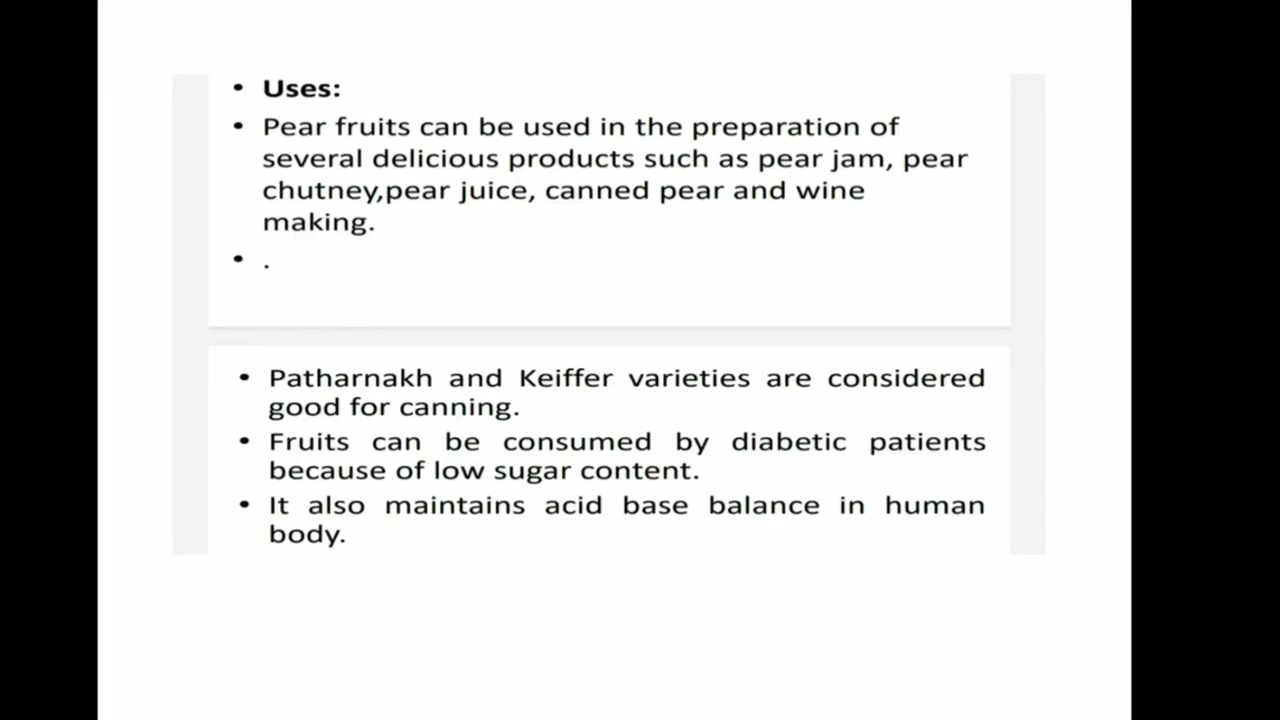 • Uses:
• Pear fruits can be used in the preparation of
several delicious products such as pear jam, pear
chutney,pear juice, canned pear and wine
making.
• .
• Patharnakh and Keiffer varieties are considered
good for canning.
• Fruits can be consumed by diabetic patients
because of low sugar content.
• It also maintains acid base balance in human
body.